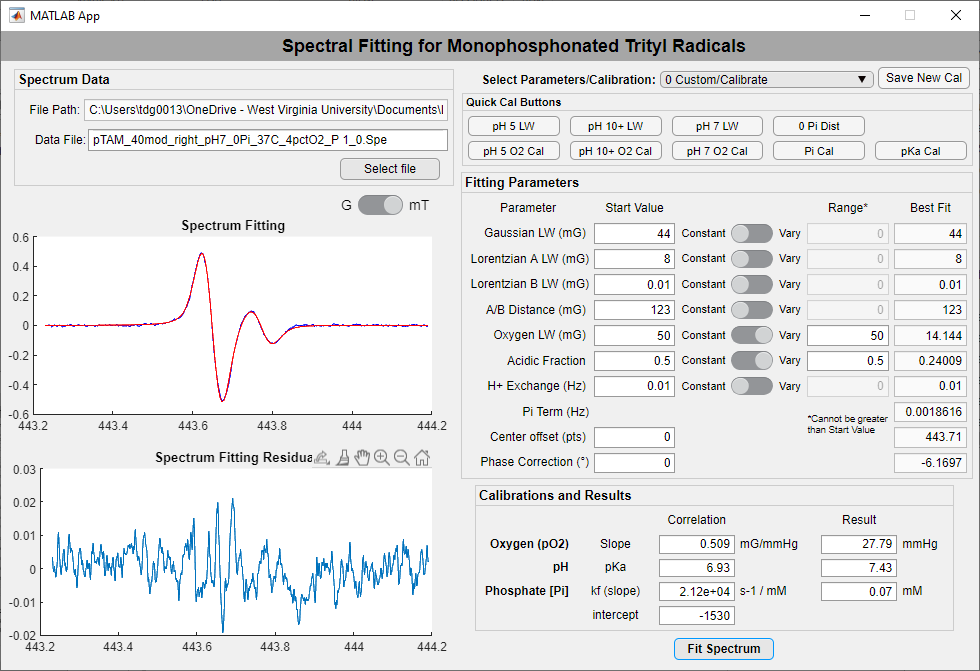 MATLAB App
Spectral Fitting for Monophosphonated Trityl Radicals
Spectrum Data
File Path: C:\Users\tdg0013\OneDrive - West Virginia University\Documents\
Data File: pTAM_40mod_right_pH7_0Pi_37C_4pctO2_P 1_0.Spe
Select file
G mT
Spectrum Fitting
0.6
0.4
0.2
0
-0.2
-0.4
-0.6
443.2 443.4 443.6 443.8 444 444.2
Spectrum Fitting Residua
0.03
0.02
0.01
0
-0.01
-0.02
443.2 443.4 443.6 443.8 444 444.2
Select Parameters/Calibration: 0 Custom/Calibrate Save New Cal
Quick Cal Buttons
pH 5 LW pH 10+ LW pH 7 LW 0 Pi Dist
pH 5 O2 Cal pH 10+ O2 Cal pH 7 O2 Cal Pi Cal pKa Cal
Fitting Parameters
Parameter Start Value Range* Best Fit
Gaussian LW (mG) 44 Constant Vary 0 44
Lorentzian A LW (mG) 8 Constant Vary 0 8
Lorentzian B LW (mG) 0.01 Constant Vary 0 0.01
A/B Distance (mG) 123 Constant Vary 0 123
Oxygen LW (mG) 50 Constant Vary 50 14.144
Acidic Fraction 0.5 Constant Vary 0.5 0.24009
H+ Exchange (Hz) 0.01 Constant Vary 0 0.01
Pi Term (Hz) 0.0018616
*Cannot be greater
than Start Value
Center offset (pts) 0 443.71
Phase Correction (°) 0 -6.1697
Calibrations and Results
Correlation Result
Oxygen (pO2) Slope 0.509 mG/mmHg 27.79 mmHg
pH pKa 6.93 7.43
Phosphate [Pi] kf (slope) 2.12e+04 s-1 / mM 0.07 mM
intercept -1530
Fit Spectrum